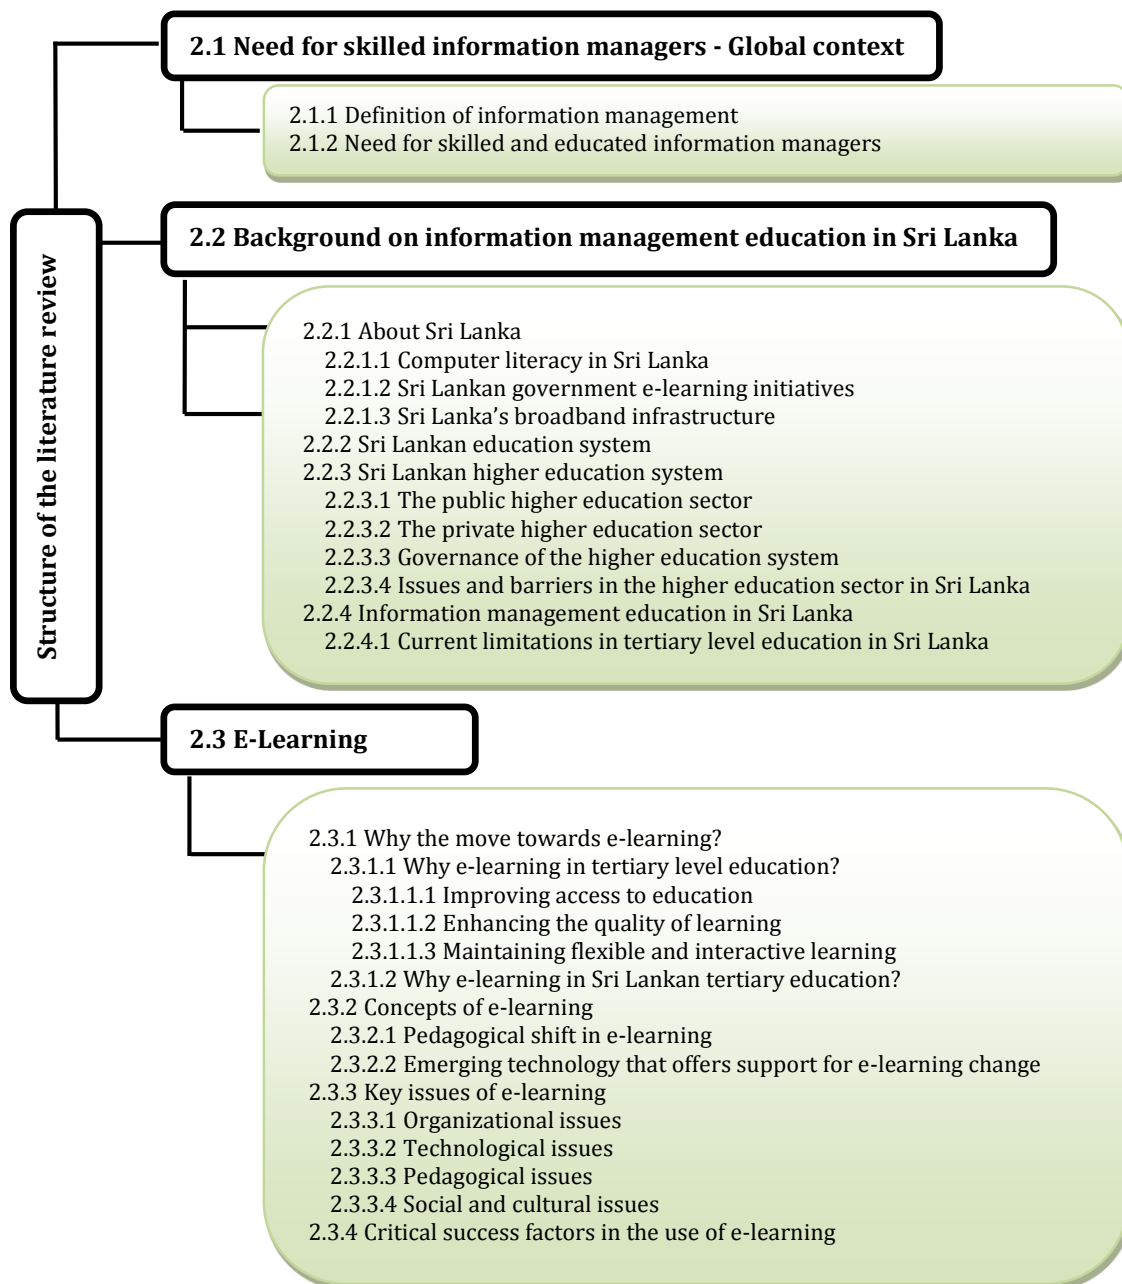 Structure of the literature review
2.1 Need for skilled information managers - Global context
2.1.1 Definition of information management
2.1.2 Need for skilled and educated information managers
2.2 Background on information management education in Sri Lanka
2.2.1 About Sri Lanka
2.2.1.1 Computer literacy in Sri Lanka
2.2.1.2 Sri Lankan government e-learning initiatives
2.2.1.3 Sri Lanka’s broadband infrastructure
2.2.2 Sri Lankan education system
2.2.3 Sri Lankan higher education system
2.2.3.1 The public higher education sector
2.2.3.2 The private higher education sector
2.2.3.3 Governance of the higher education system
2.2.3.4 Issues and barriers in the higher education sector in Sri Lanka
2.2.4 Information management education in Sri Lanka
2.2.4.1 Current limitations in tertiary level education in Sri Lanka
2.3 E-Learning
2.3.1 Why the move towards e-learning?
2.3.1.1 Why e-learning in tertiary level education?
2.3.1.1.1 Improving access to education
2.3.1.1.2 Enhancing the quality of learning
2.3.1.1.3 Maintaining flexible and interactive learning
2.3.1.2 Why e-learning in Sri Lankan tertiary education?
2.3.2 Concepts of e-learning
2.3.2.1 Pedagogical shift in e-learning
2.3.2.2 Emerging technology that offers support for e-learning change
2.3.3 Key issues of e-learning
2.3.3.1 Organizational issues
2.3.3.2 Technological issues
2.3.3.3 Pedagogical issues
2.3.3.4 Social and cultural issues
2.3.4 Critical success factors in the use of e-learning